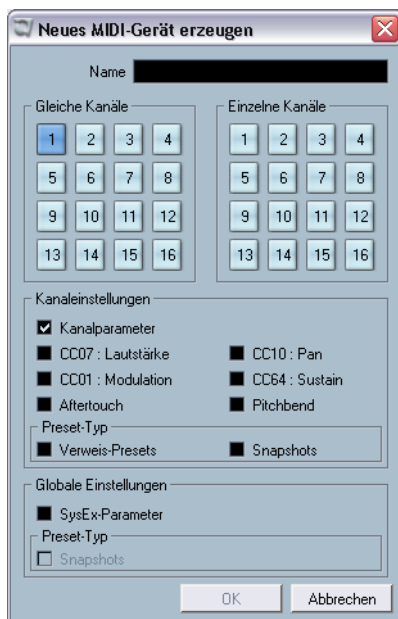 Neues MIDI-Gerät erzeugen
Name
Gleiche Kanäle
1 2 3 4
5 6 7 8
9 10 11 12
13 14 15 16
Einzelne Kanäle
1 2 3 4
5 6 7 8
9 10 11 12
13 14 15 16
Kanaleinstellungen
Kanalparameter
CC07 : Lautstärke CC10 : Pan
CC01 : Modulation CC64 : Sustain
Aftertouch Pitchbend
Preset-Typ
Verweis-Presets Snapshots
Globale Einstellungen
SysEx-Parameter
Preset-Typ
Snapshots
OK Abbrechen